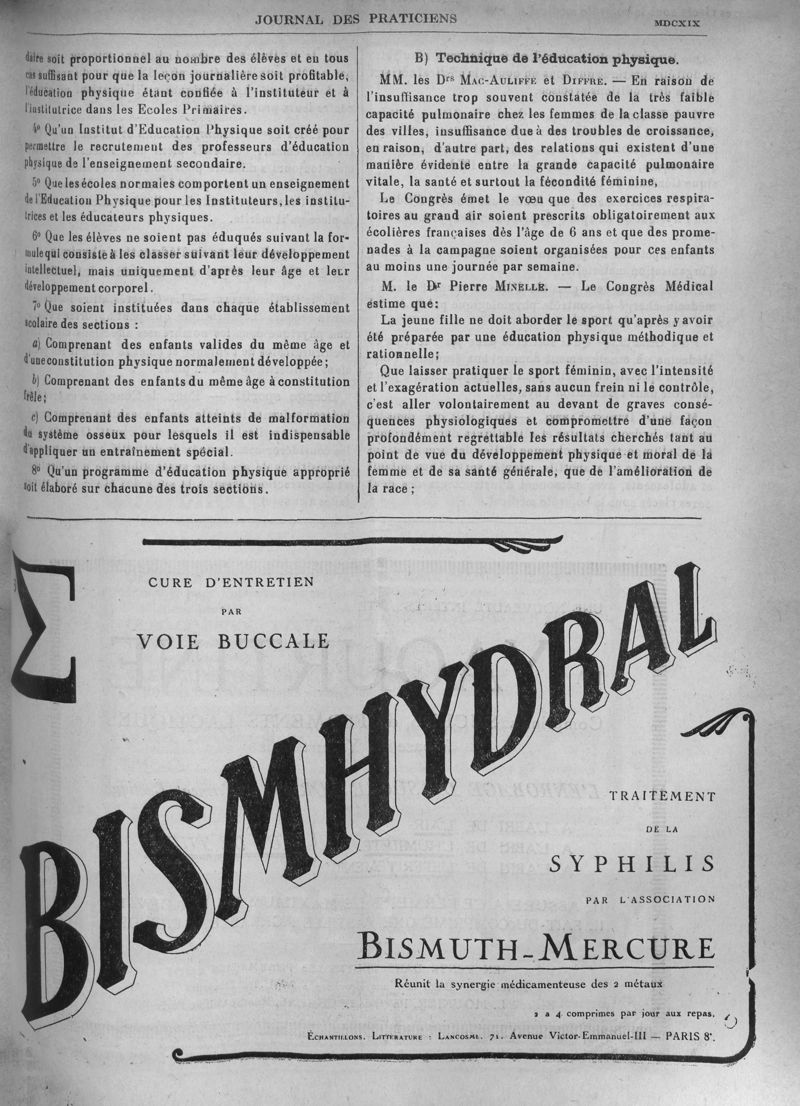 JOURNAL DES PRATICIENS
MDCXIX
daire soit proportionnel au nombre des élèves et en tous
cas suffisant pour que la leçon journalière soit profitable,
l'éducation physique étant confiée à l'instituteur et à
l'institutrice dans les Ecoles Primaires.
4º Qu'un Institut d'Education Physique soit créé pour
permettre le recrutement des professeurs d'éducation
physique de l'enseignement secondaire.
5º Que les écoles normales comportent un enseignement
de l'Education Physique pour les Instituteurs, les institu-
trices et les éducateurs physiques.
6º Que les élèves ne soient pas éduqués suivant la for-
mule qui consiste à les classer suivant leur développement
intellectuel, mais uniquement d'après leur âge et leur
développement corporel.
7º Que soient instituées dans chaque établissement
scolaire des sections :
a) Comprenant des enfants valides du même âge et
d'une constitution physique normalement développée;
b) Comprenant des enfants du même âge à constitution
frêle;
c) Comprenant des enfants atteints de malformation
du système osseux pour lesquels il est indispensable
d'appliquer un entraînement spécial.
8º Qu'un programme d'éducation physique approprié
soit élaboré sur chacune des trois sections.
B) Technique de l'éducation physique.
MM. les Drs MAC-AULIFFE et DIFFRE. — En raison de
l'insuffisance trop souvent constatée de la très faible
capacité pulmonaire chez les femmes de la classe pauvre
des villes, insuffisance due à des troubles de croissance,
en raison, d'autre part, des relations qui existent d'une
manière évidente entre la grande capacité pulmonaire
vitale, la santé et surtout la fécondité féminine,
Le Congrès émet le vœu que des exercices respira-
toires au grand air soient prescrits obligatoirement aux
écolières françaises dès l'âge de 6 ans et que des prome-
nades à la campagne soient organisées pour ces enfants
au moins une journée par semaine.
M. le Dr Pierre MINELLE. — Le Congrès Médical
estime que:
La jeune fille ne doit aborder le sport qu'après y avoir
été préparée par une éducation physique méthodique et
rationnelle;
Que laisser pratiquer le sport féminin, avec l'intensité
et l'exagération actuelles, sans aucun frein ni le contrôle,
c'est aller volontairement au devant de graves consé-
quences physiologiques et compromettre d'une façon
profondément regrettable les résultats cherchés tant au
point de vue du développement physique et moral de la
femme et de sa santé générale, que de l'amélioration de
la race ;
Σ
CURE D'ENTRETIEN
PAR
VOIE BUCCALE
BISMHYDRAL
TRAITEMENT
DE LA
SYPHILIS
PAR L'ASSOCIATION
BISMUTH-MERCURE
Réunit la synergie médicamenteuse des 2 métaux
2 a 4 comprimes par jour aux repas.
ÉCHANTILLONS. LITTERATURE : LANCOSME, 71, Avenue Victor-Emmanuel-III — PARIS 8e.